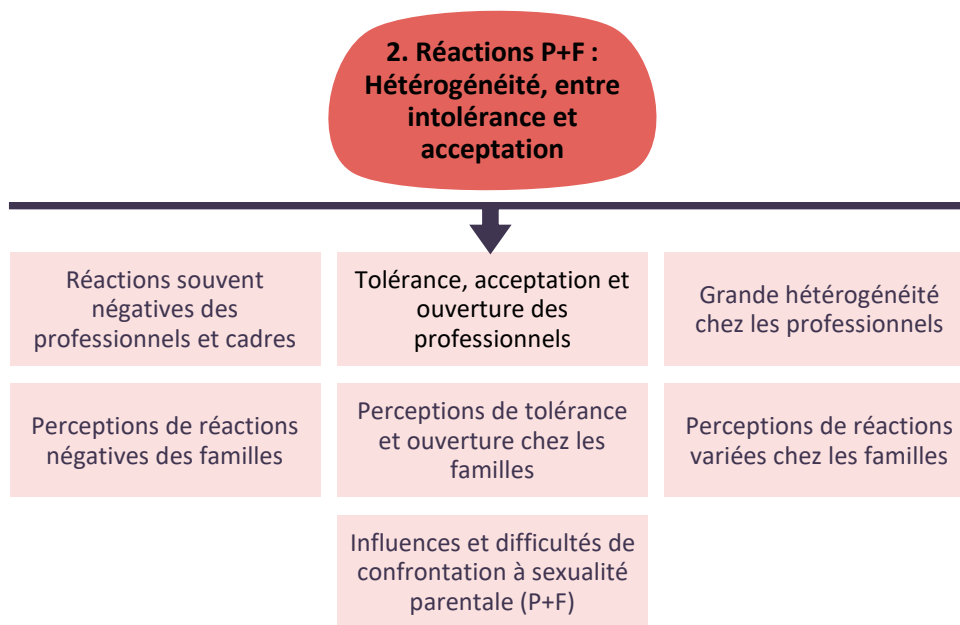 2. Réactions P+F :
Hétérogénéité, entre
intolérance et
acceptation
Réactions souvent
négatives des
professionnels et cadres
Tolérance, acceptation et
ouverture des
professionnels
Grande hétérogénéité
chez les professionnels
Perceptions de réactions
négatives des familles
Perceptions de tolérance
et ouverture chez les
familles
Perceptions de réactions
variées chez les familles
Influences et difficultés de
confrontation à sexualité
parentale (P+F)